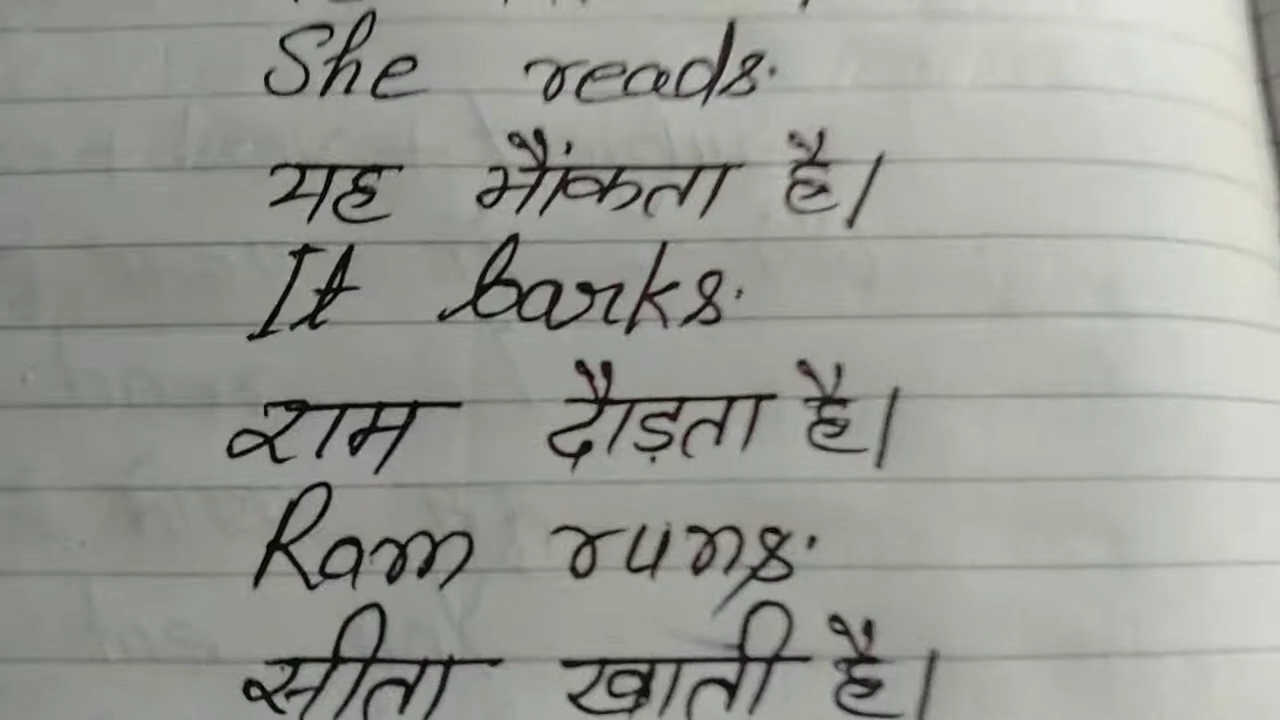 She reads.
यह भौंकता है।
It barks.
राम दौड़ता है।
Ram runs.
सीता खाती है।